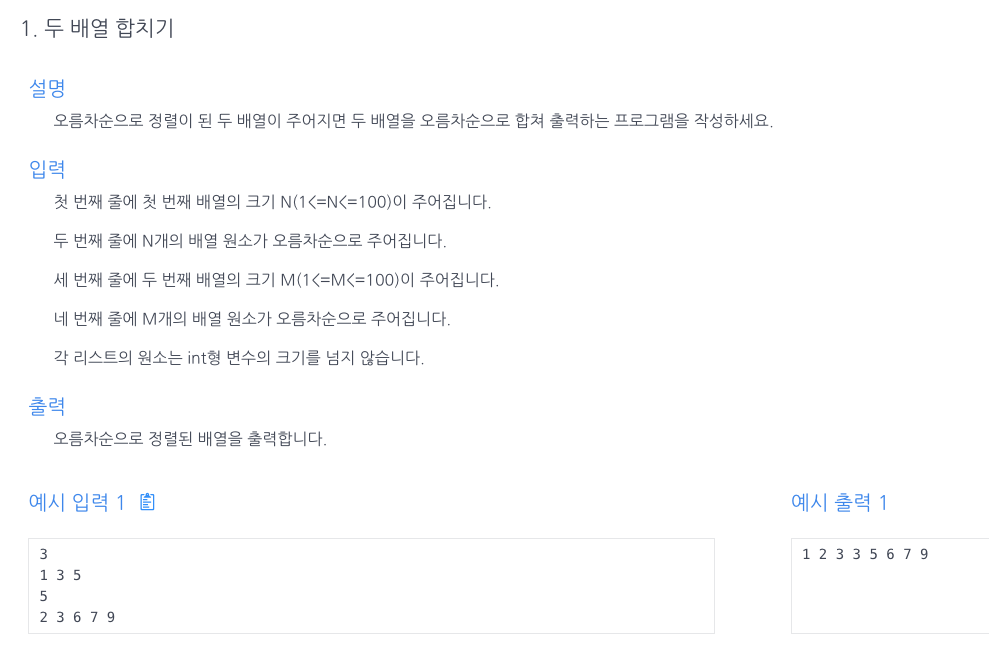 1. 두 배열 합치기
설명
오름차순으로 정렬이 된 두 배열이 주어지면 두 배열을 오름차순으로 합쳐 출력하는 프로그램을 작성하세요.
입력
첫 번째 줄에 첫 번째 배열의 크기 N(1<=N<=100)이 주어집니다.
두 번째 줄에 N개의 배열 원소가 오름차순으로 주어집니다.
세 번째 줄에 두 번째 배열의 크기 M(1<=M<=100)이 주어집니다.
네 번째 줄에 M개의 배열 원소가 오름차순으로 주어집니다.
각 리스트의 원소는 int형 변수의 크기를 넘지 않습니다.
출력
오름차순으로 정렬된 배열을 출력합니다.
예시 입력 1
3
1 3 5
5
2 3 6 7 9
예시 출력 1
1 2 3 3 5 6 7 9